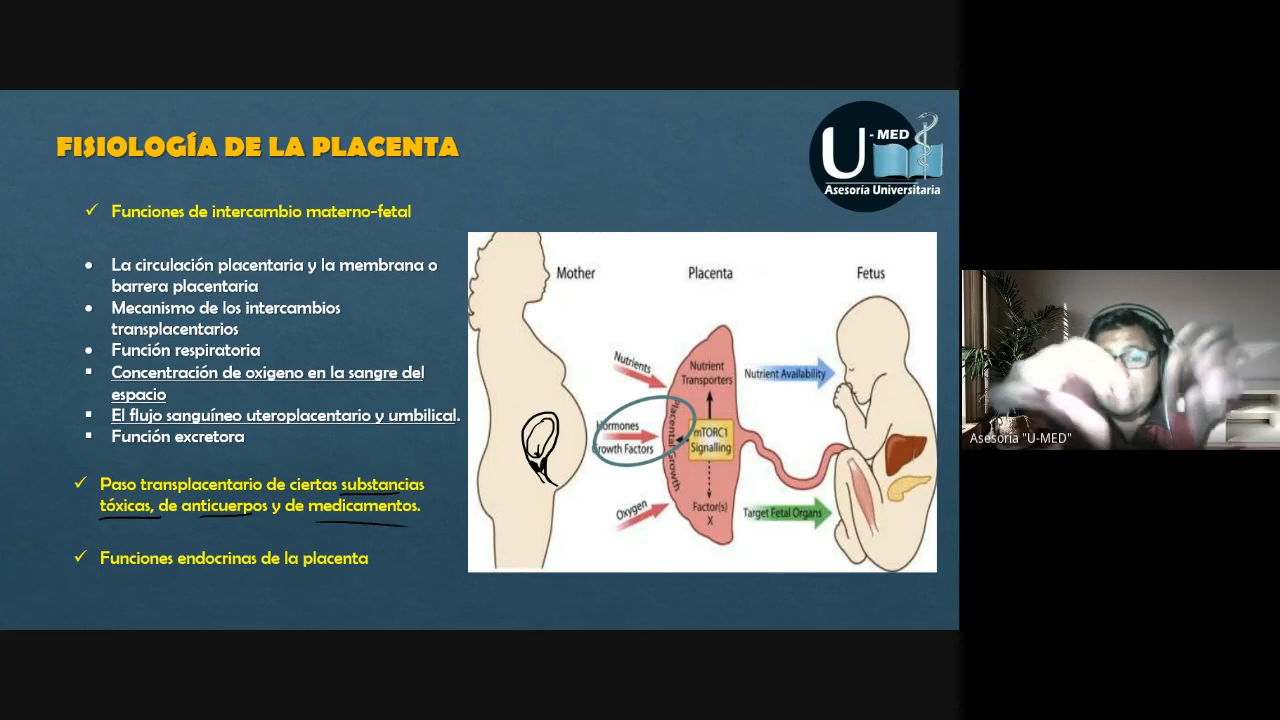 FISIOLOGÍA DE LA PLACENTA
U - MED
Asesoría Universitaria
Funciones de intercambio materno-fetal
La circulación placentaria y la membrana o
barrera placentaria
Mecanismo de los intercambios
transplacentarios
Función respiratoria
Concentración de oxigeno en la sangre del
espacio
El flujo sanguíneo uteroplacentario y umbilical.
Función excretora
Paso transplacentario de ciertas substancias
tóxicas, de anticuerpos y de medicamentos.
Funciones endocrinas de la placenta
Mother
Placenta
Fetus
Nutrients
Nutrient
Transporters
Nutrient Availability
Hormones
Growth Factors
Placental Growth
mTORC1
Signalling
Oxygen
Factor(s)
X
Target Fetal Organs
Asesoria "U-MED"